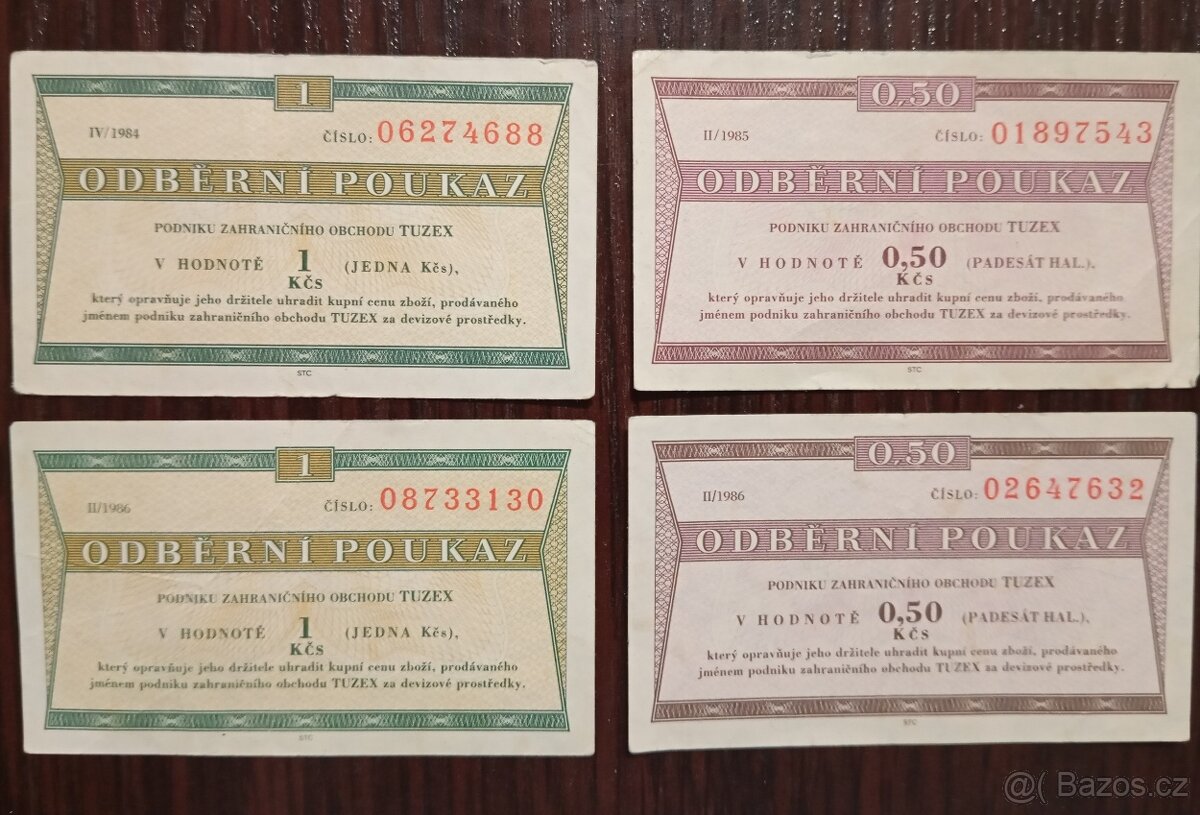 1
IV/1984
ČÍSLO: 06274688
ODBĚRNÍ POUKAZ
PODNIKU ZAHRANIČNÍHO OBCHODU TUZEX
V HODNOTĚ 1 (JEDNA Kčs),
KČS
který opravňuje jeho držitele uhradit kupní cenu zboží, prodávaného
jménem podniku zahraničního obchodu TUZEX za devizové prostředky.
STC
0,50
II/1985
ČÍSLO: 01897543
ODBĚRNÍ POUKAZ
PODNIKU ZAHRANIČNÍHO OBCHODU TUZEX
V HODNOTĚ 0,50 (PADESÁT HAL.),
KČS
který opravňuje jeho držitele uhradit kupní cenu zboží, prodávaného
jménem podniku zahraničního obchodu TUZEX za devizové prostředky.
STC
1
II/1986
ČÍSLO: 08733130
ODBĚRNÍ POUKAZ
PODNIKU ZAHRANIČNÍHO OBCHODU TUZEX
V HODNOTĚ 1 (JEDNA Kčs),
KČS
který opravňuje jeho držitele uhradit kupní cenu zboží, prodávaného
jménem podniku zahraničního obchodu TUZEX za devizové prostředky.
STC
0,50
II/1986
ČÍSLO: 02647632
ODBĚRNÍ POUKAZ
PODNIKU ZAHRANIČNÍHO OBCHODU TUZEX
V HODNOTĚ 0,50 (PADESÁT HAL.),
KČS
který opravňuje jeho držitele uhradit kupní cenu zboží, prodávaného
jménem podniku zahraničního obchodu TUZEX za devizové prostředky.
STC
@( Bazos.cz